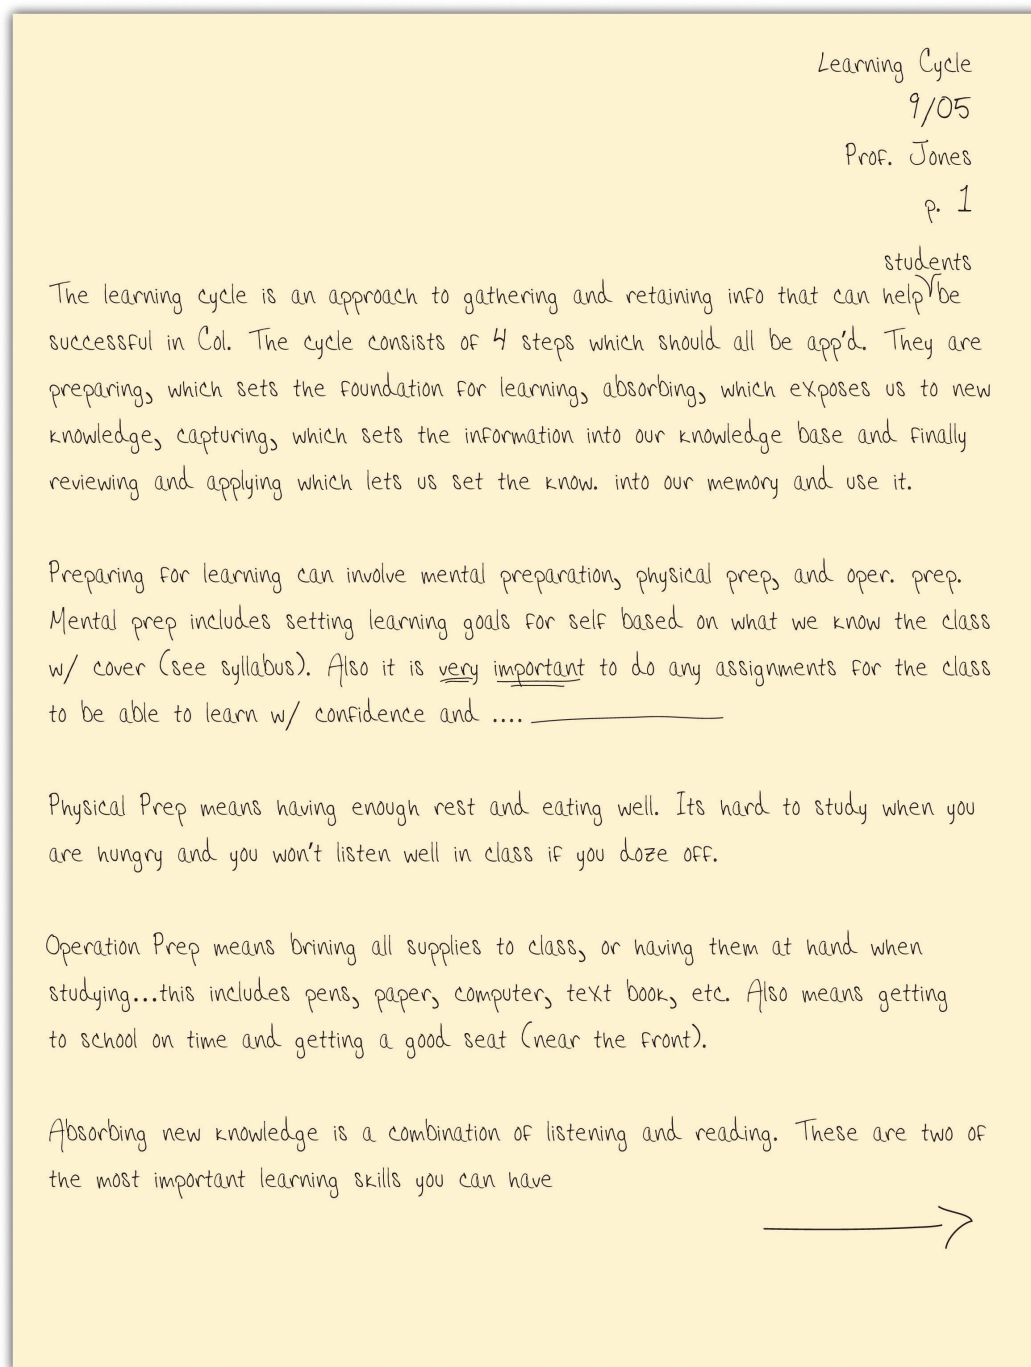 Learning Cycle
9/05
Prof. Jones
p. 1
students
The learning cycle is an approach to gathering and retaining info that can help be
successful in Col. The cycle consists of 4 steps which should all be app'd. They are
preparing, which sets the foundation for learning, absorbing, which exposes us to new
knowledge, capturing, which sets the information into our knowledge base and finally
reviewing and applying which lets us set the know. into our memory and use it.
Preparing for learning can involve mental preparation, physical prep, and oper. prep.
Mental prep includes setting learning goals for self based on what we know the class
w/ cover (see syllabus). Also it is very important to do any assignments for the class
to be able to learn w/ confidence and ....
Physical Prep means having enough rest and eating well. Its hard to study when you
are hungry and you won't listen well in class if you doze off.
Operation Prep means brining all supplies to class, or having them at hand when
studying...this includes pens, paper, computer, text book, etc. Also means getting
to school on time and getting a good seat (near the front).
Absorbing new knowledge is a combination of listening and reading. These are two of
the most important learning skills you can have